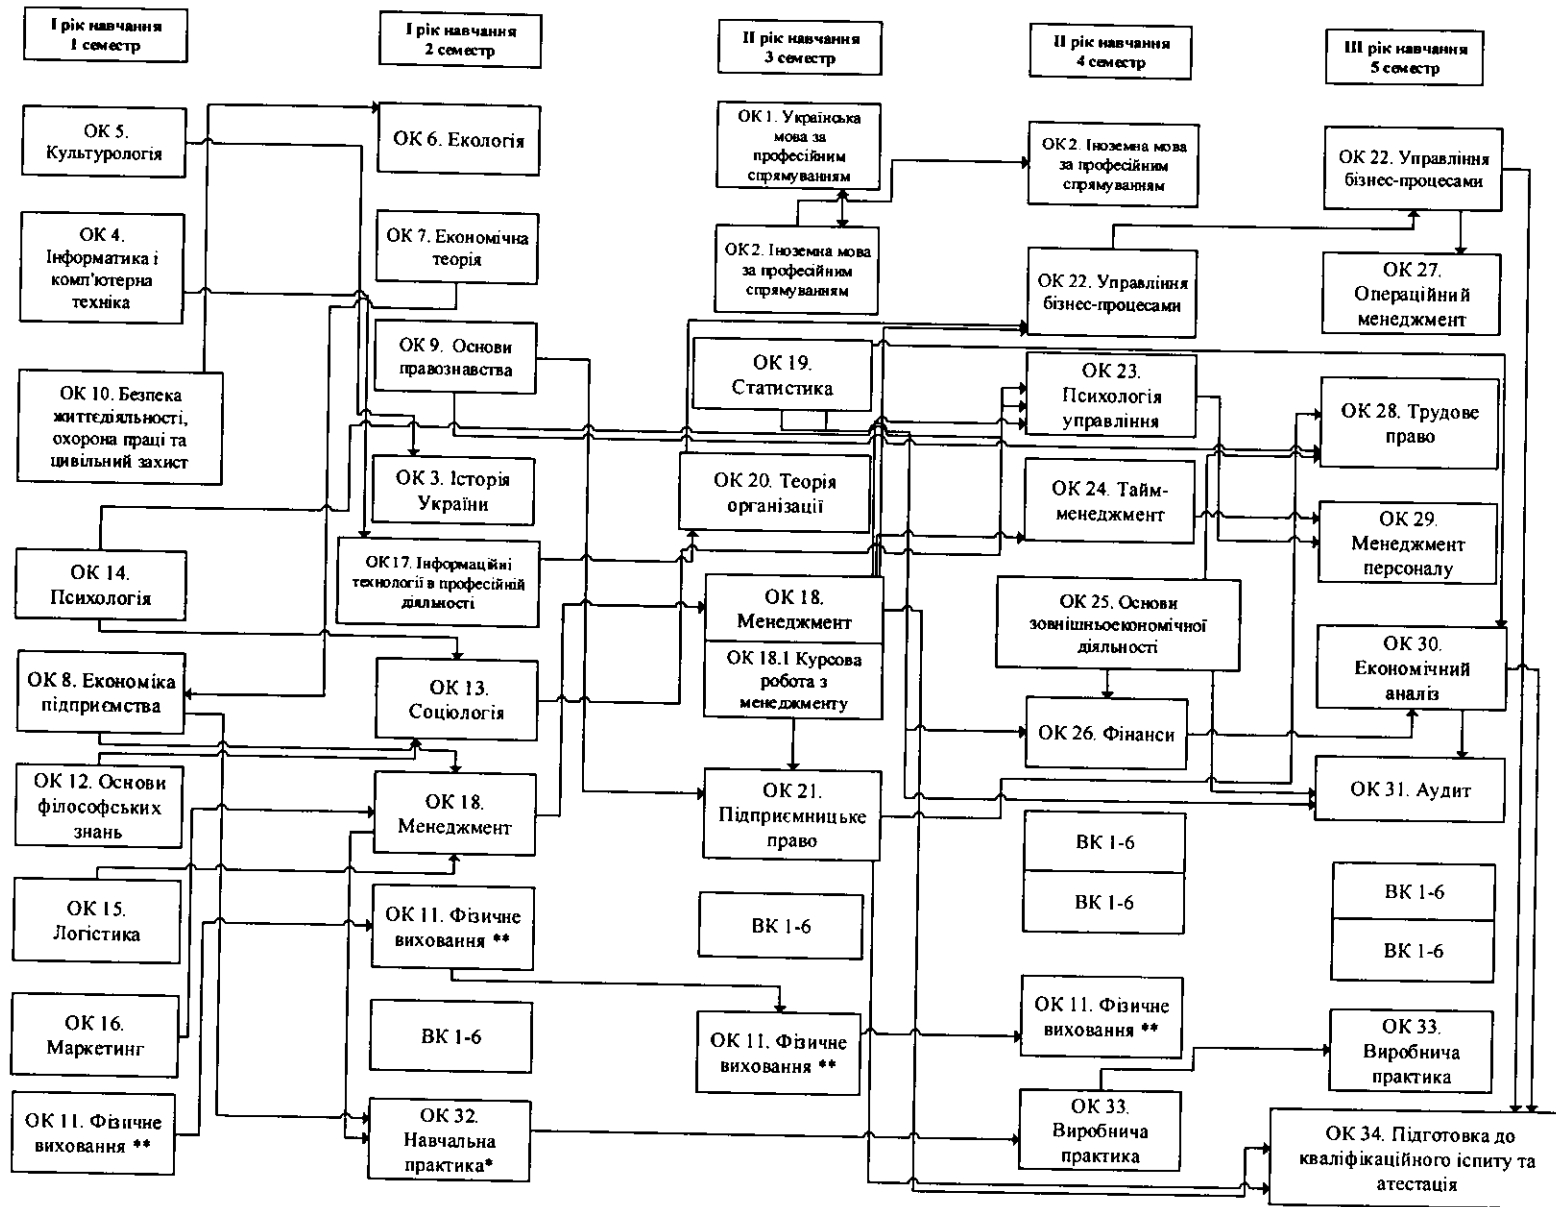 І рік навчання
1 семестр
І рік навчання
2 семестр
ІІ рік навчання
3 семестр
ІІ рік навчання
4 семестр
ІІІ рік навчання
5 семестр
ОК 5.
Культурологія
ОК 4.
Інформатика і
комп'ютерна
техніка
ОК 10. Безпека
життєдіяльності,
охорона праці та
цивільний захист
ОК 14.
Психологія
ОК 8. Економіка
підприємства
ОК 12. Основи
філософських
знань
ОК 15.
Логістика
ОК 16.
Маркетинг
ОК 11. Фізичне
виховання **
ОК 6. Екологія
ОК 7. Економічна
теорія
ОК 9. Основи
правознавства
ОК 3. Історія
України
ОК 17. Інформаційні
технології в професійній
діяльності
ОК 13.
Соціологія
ОК 18.
Менеджмент
ОК 11. Фізичне
виховання **
ВК 1-6
ОК 32.
Навчальна
практика*
ОК 1. Українська
мова за
професійним
спрямуванням
ОК 2. Іноземна мова
за професійним
спрямуванням
ОК 19.
Статистика
ОК 20. Теорія
організації
ОК 18.
Менеджмент
ОК 18.1 Курсова
робота з
менеджменту
ОК 21.
Підприємницьке
право
ВК 1-6
ОК 11. Фізичне
виховання **
ОК 2. Іноземна мова
за професійним
спрямуванням
ОК 22. Управління
бізнес-процесами
ОК 23.
Психологія
управління
ОК 24. Тайм-
менеджмент
ОК 25. Основи
зовнішньоекономічної
діяльності
ОК 26. Фінанси
ВК 1-6
ВК 1-6
ОК 11. Фізичне
виховання **
ОК 33.
Виробнича
практика
ОК 22. Управління
бізнес-процесами
ОК 27.
Операційний
менеджмент
ОК 28. Трудове
право
ОК 29.
Менеджмент
персоналу
ОК 30.
Економічний
аналіз
ОК 31. Аудит
ВК 1-6
ВК 1-6
ОК 33.
Виробнича
практика
ОК 34. Підготовка до
кваліфікаційного іспиту та
атестація